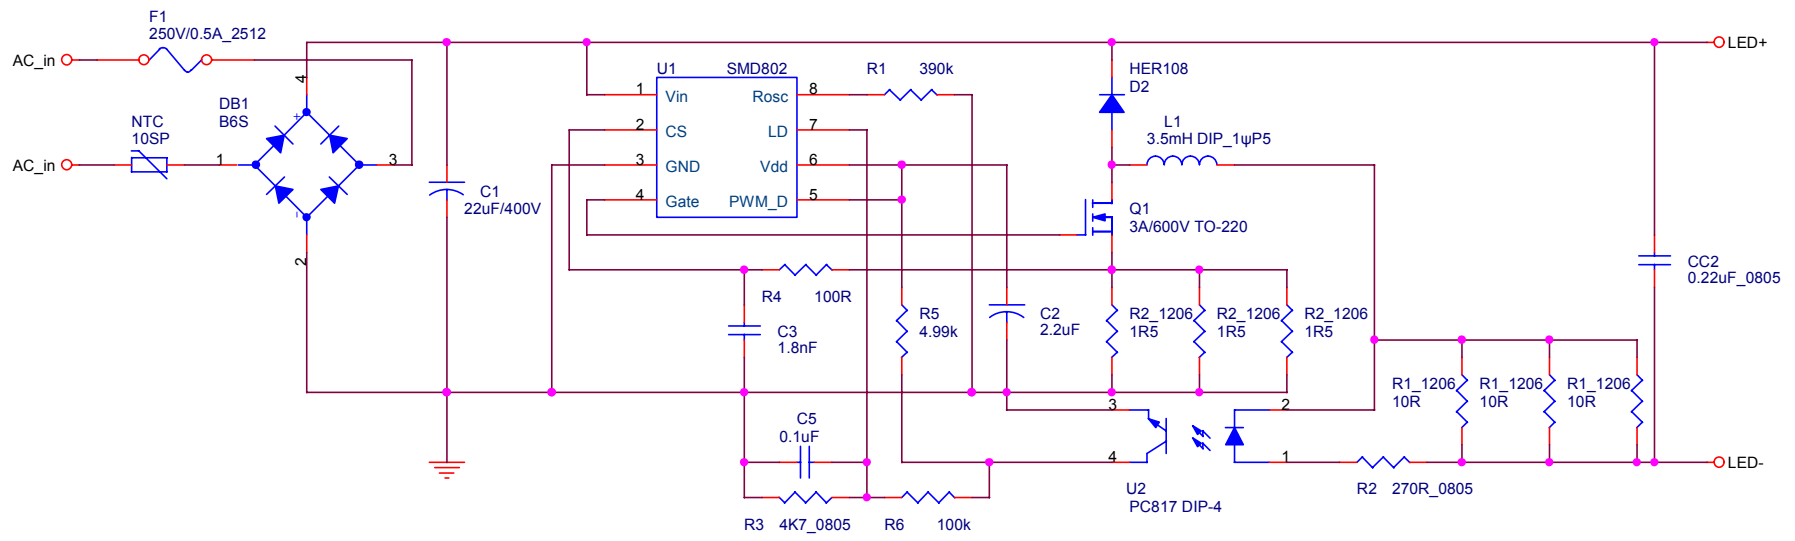 F1
250V/0.5A_2512
AC_in
LED+
4
U1 SMD802
R1 390k
HER108
D2
1 Vin Rosc 8
DB1
B6S
+
NTC
10SP
L1
3.5mH DIP_1ψP5
2 CS LD 7
AC_in
1
3
3 GND Vdd 6
C1
22uF/400V
4 Gate PWM_D 5
Q1
3A/600V TO-220
-
2
CC2
0.22uF_0805
R4 100R
C3
1.8nF
R5
4.99k
C2
2.2uF
R2_1206
1R5
R2_1206
1R5
R2_1206
1R5
R1_1206
10R
R1_1206
10R
R1_1206
10R
3
2
C5
0.1uF
4
1
LED-
U2
PC817 DIP-4
R2 270R_0805
R3 4K7_0805
R6 100k